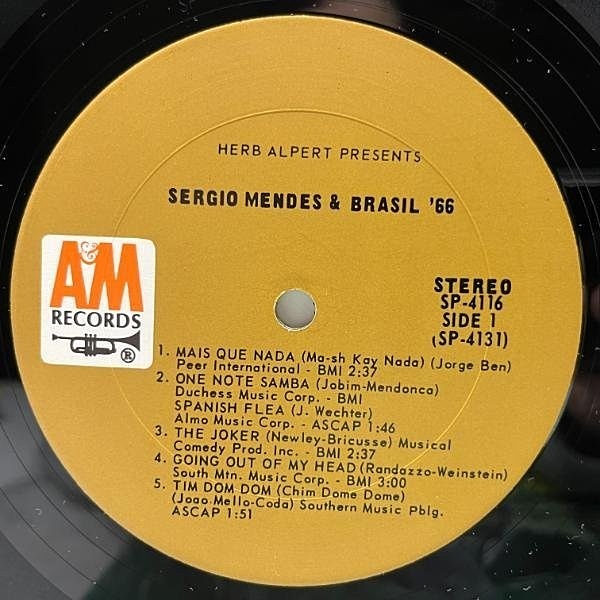 HERB ALPERT PRESENTS
SERGIO MENDES & BRASIL '66
A&M
RECORDS
®
STEREO
SP-4116
SIDE 1
(SP-4131)
1. MAIS QUE NADA (Ma-sh Kay Nada) (Jorge Ben)
Peer International - BMI 2:37
2. ONE NOTE SAMBA (Jobim-Mendonca)
Duchess Music Corp. - BMI
SPANISH FLEA (J. Wechter)
Almo Music Corp. - ASCAP 1:46
3. THE JOKER (Newley-Bricusse) Musical
Comedy Prod. Inc. - BMI 2:37
4. GOING OUT OF MY HEAD (Randazzo-Weinstein)
South Mtn. Music Corp. - BMI 3:00
5. TIM DOM DOM (Chim Dome Dome)
(Joao Mello-Coda) Southern Music Pblg.
ASCAP 1:51